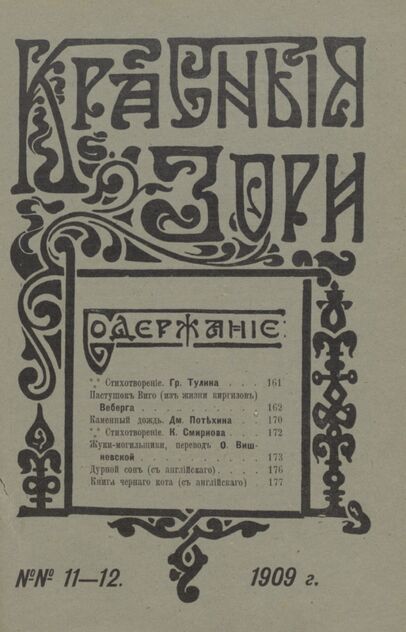 КРАСНЫЯ
ЗОРИ
СОДЕРЖАНІЕ:
*** Стихотвореніе. Гр. Тулина . . . 161
Пастушокъ Виго (изъ жизни киргизовъ)
Веберга . . . . . . . . . . . 162
Каменный дождь. Дм. Потѣхина . . 170
*** Стихотвореніе. К. Смирнова . . 172
Жуки-могильщики, переводъ О. Виш-
невской . . . . . . . . . . . 173
Дурной сонъ (съ англійскаго) . . . 176
Книга чернаго кота (съ англійскаго) 177
№№ 11—12.
1909 г.